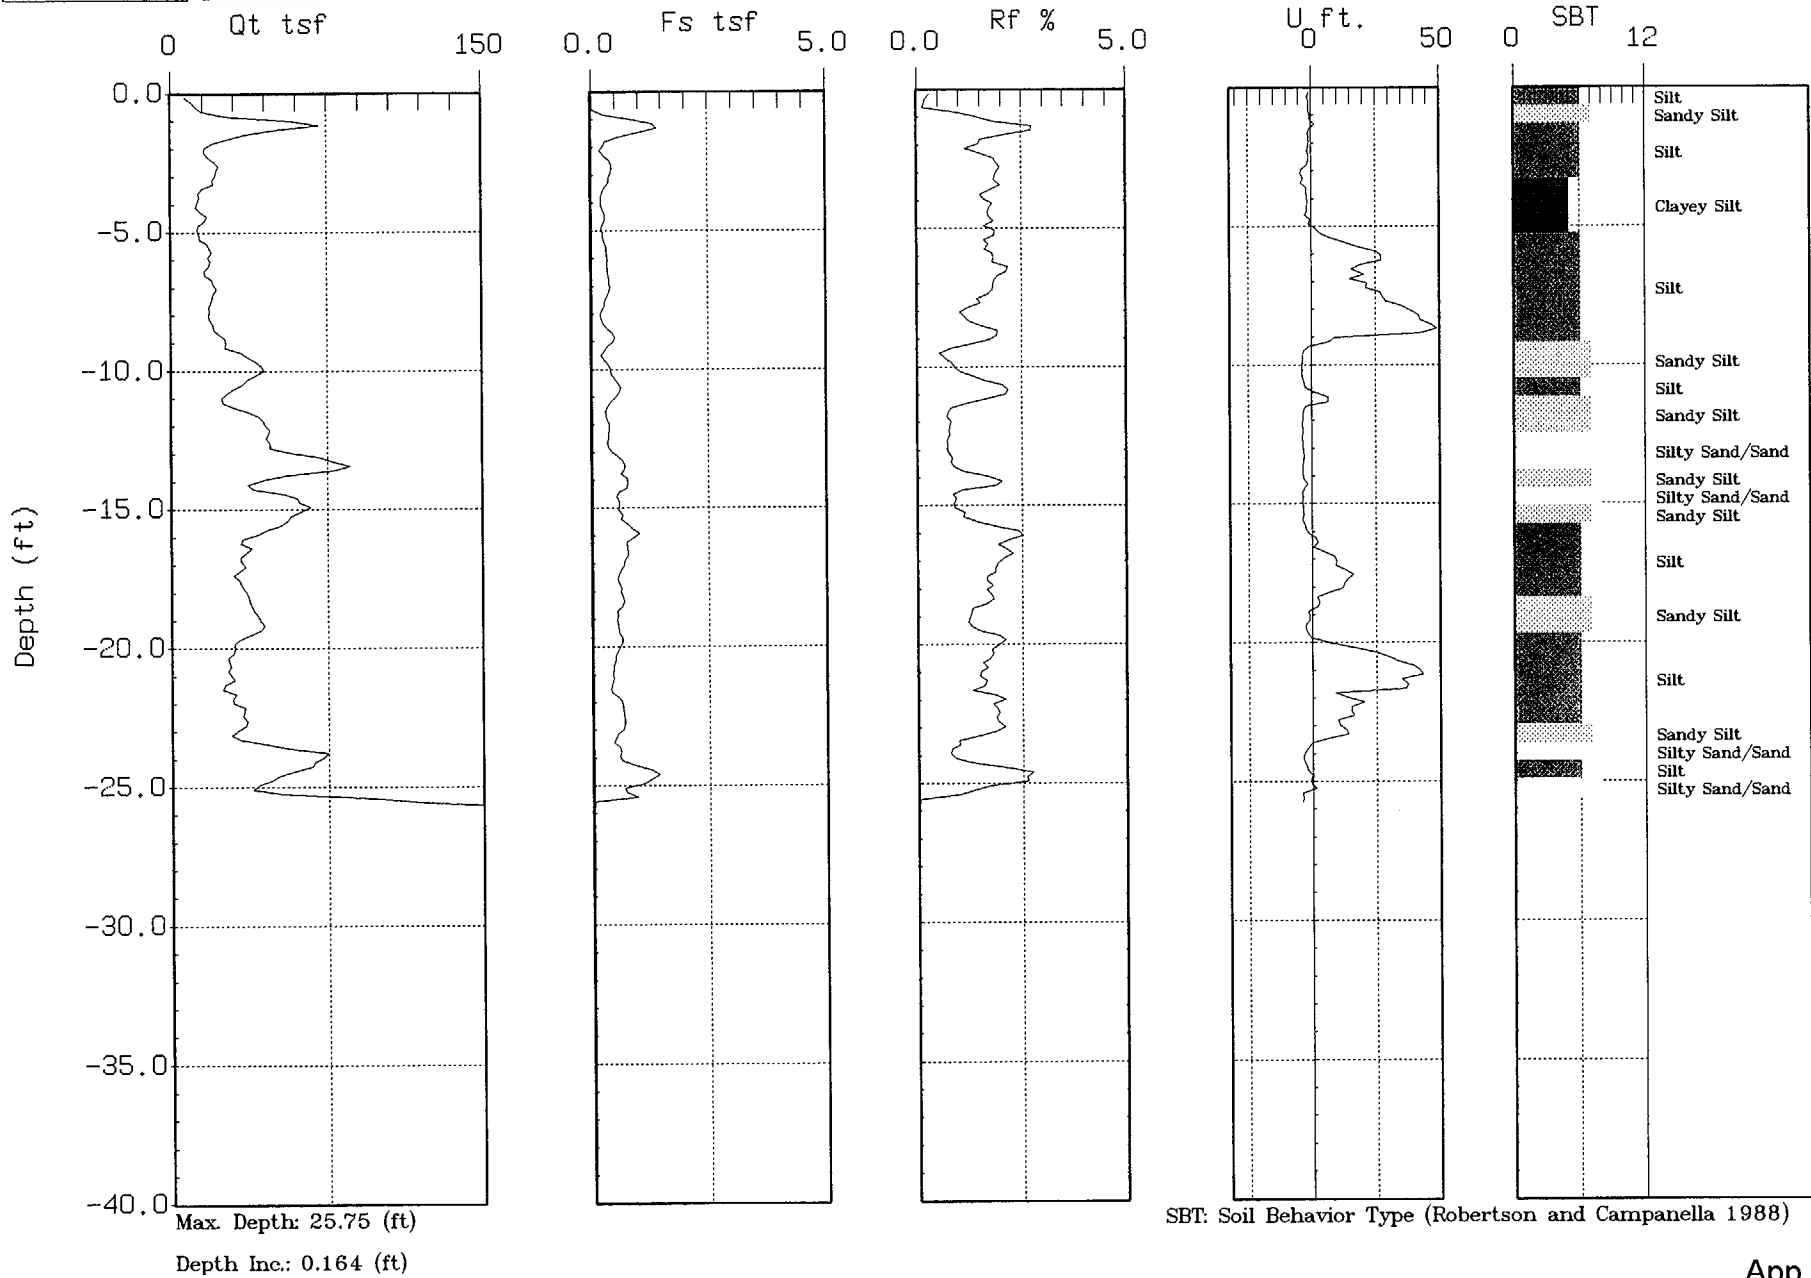 Qt tsf
Fs tsf
Rf %
U ft.
SBT
0 150
0.0 5.0
0.0 5.0
0 50
0 12
Depth (ft)
0.0
-5.0
-10.0
-15.0
-20.0
-25.0
-30.0
-35.0
-40.0
Silt
Sandy Silt
Silt
Clayey Silt
Silt
Sandy Silt
Silt
Sandy Silt
Silty Sand/Sand
Sandy Silt
Silty Sand/Sand
Sandy Silt
Silt
Sandy Silt
Silt
Sandy Silt
Silty Sand/Sand
Silt
Silty Sand/Sand
Max. Depth: 25.75 (ft)
SBT: Soil Behavior Type (Robertson and Campanella 1988)
Depth Inc.: 0.164 (ft)
App